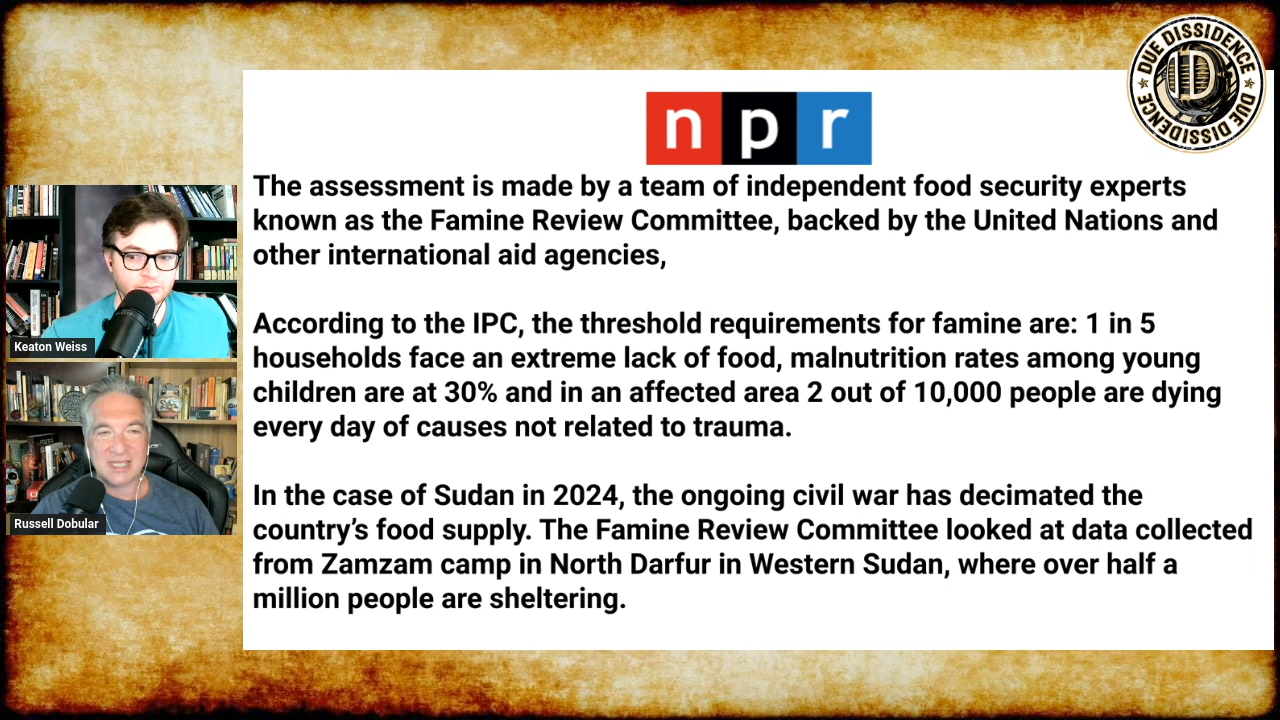 DUE DISSIDENCE
DUE DISSIDENCE
D
npr
The assessment is made by a team of independent food security experts
known as the Famine Review Committee, backed by the United Nations and
other international aid agencies,
According to the IPC, the threshold requirements for famine are: 1 in 5
households face an extreme lack of food, malnutrition rates among young
children are at 30% and in an affected area 2 out of 10,000 people are dying
every day of causes not related to trauma.
In the case of Sudan in 2024, the ongoing civil war has decimated the
country’s food supply. The Famine Review Committee looked at data collected
from Zamzam camp in North Darfur in Western Sudan, where over half a
million people are sheltering.
Keaton Weiss
Russell Dobular